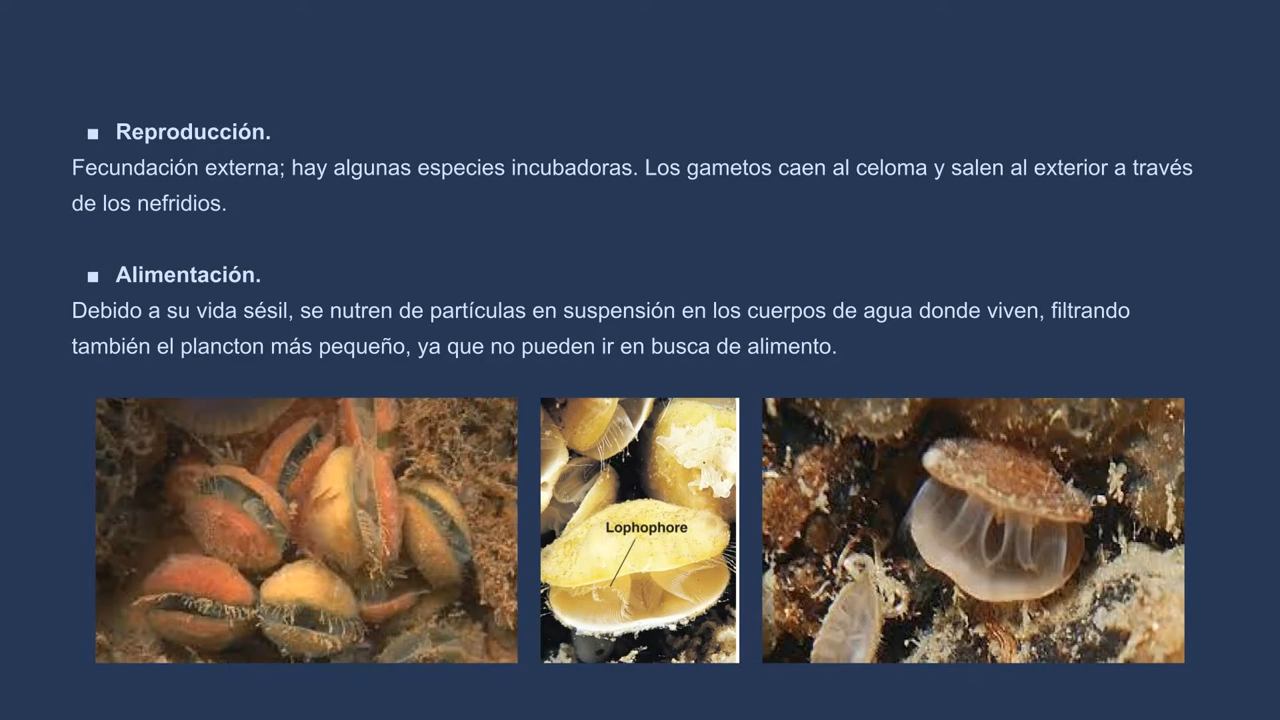 ▪ Reproducción.
Fecundación externa; hay algunas especies incubadoras. Los gametos caen al celoma y salen al exterior a través
de los nefridios.
▪ Alimentación.
Debido a su vida sésil, se nutren de partículas en suspensión en los cuerpos de agua donde viven, filtrando
también el plancton más pequeño, ya que no pueden ir en busca de alimento.
Lophophore